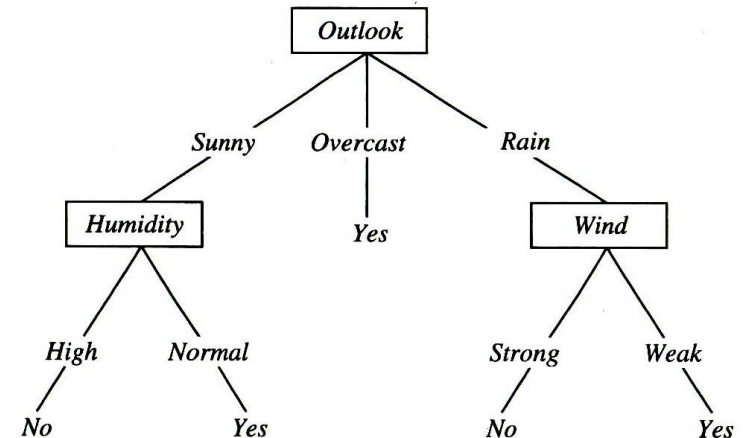 Outlook
Sunny Overcast Rain
Humidity Yes Wind
High Normal Strong Weak
No Yes No Yes